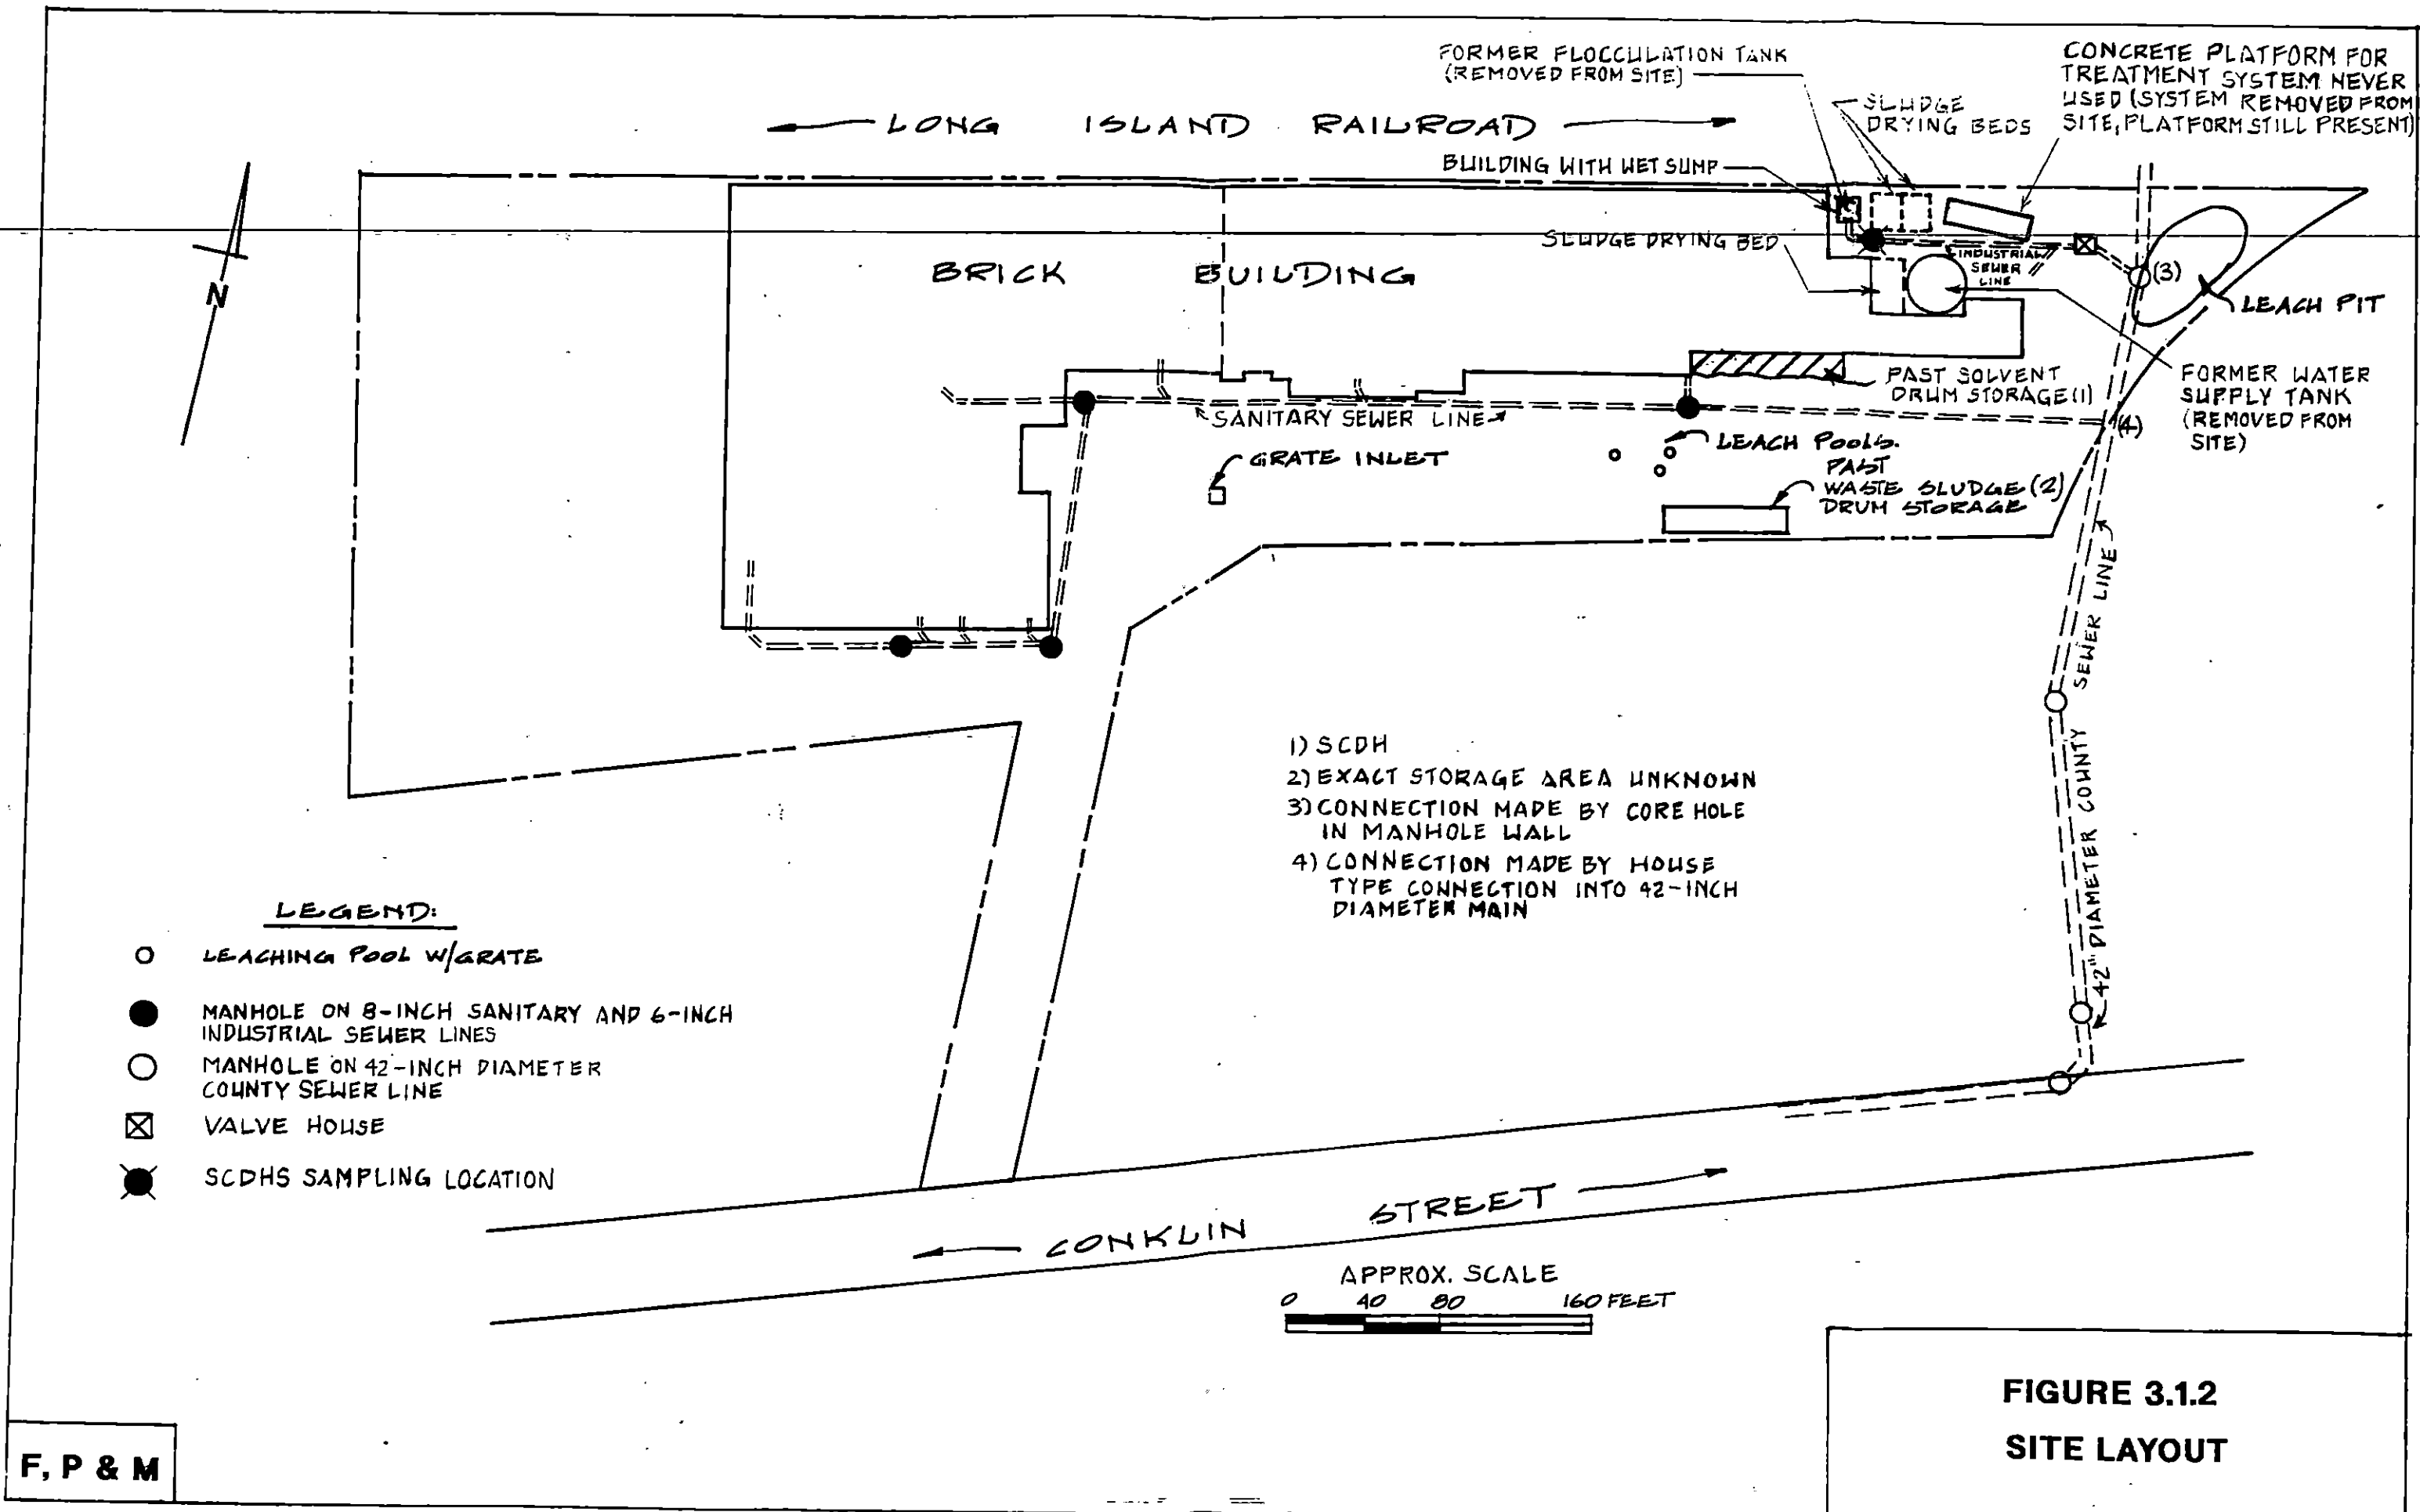 FORMER FLOCCULATION TANK
(REMOVED FROM SITE)
CONCRETE PLATFORM FOR
TREATMENT SYSTEM NEVER
USED (SYSTEM REMOVED FROM
SITE, PLATFORM STILL PRESENT)
SLUDGE
DRYING BEDS
LONG ISLAND RAILROAD
BUILDING WITH WET SUMP
SLUDGE DRYING BED
N
BRICK BUILDING
INDUSTRIAL
SEWER
LINE
(3)
LEACH PIT
PAST SOLVENT
DRUM STORAGE (1)
FORMER WATER
SUPPLY TANK
(REMOVED FROM
SITE)
SANITARY SEWER LINE
(4)
GRATE INLET
LEACH POOLS.
PAST
WASTE SLUDGE (2)
DRUM STORAGE
42" DIAMETER COUNTY SEWER LINE
1) SCDH
2) EXACT STORAGE AREA UNKNOWN
3) CONNECTION MADE BY CORE HOLE
IN MANHOLE WALL
4) CONNECTION MADE BY HOUSE
TYPE CONNECTION INTO 42-INCH
DIAMETER MAIN
LEGEND:
LEACHING POOL W/GRATE
MANHOLE ON 8-INCH SANITARY AND 6-INCH
INDUSTRIAL SEWER LINES
MANHOLE ON 42-INCH DIAMETER
COUNTY SEWER LINE
VALVE HOUSE
SCDHS SAMPLING LOCATION
CONKLIN STREET
APPROX. SCALE
0 40 80 160 FEET
FIGURE 3.1.2
SITE LAYOUT
F, P & M